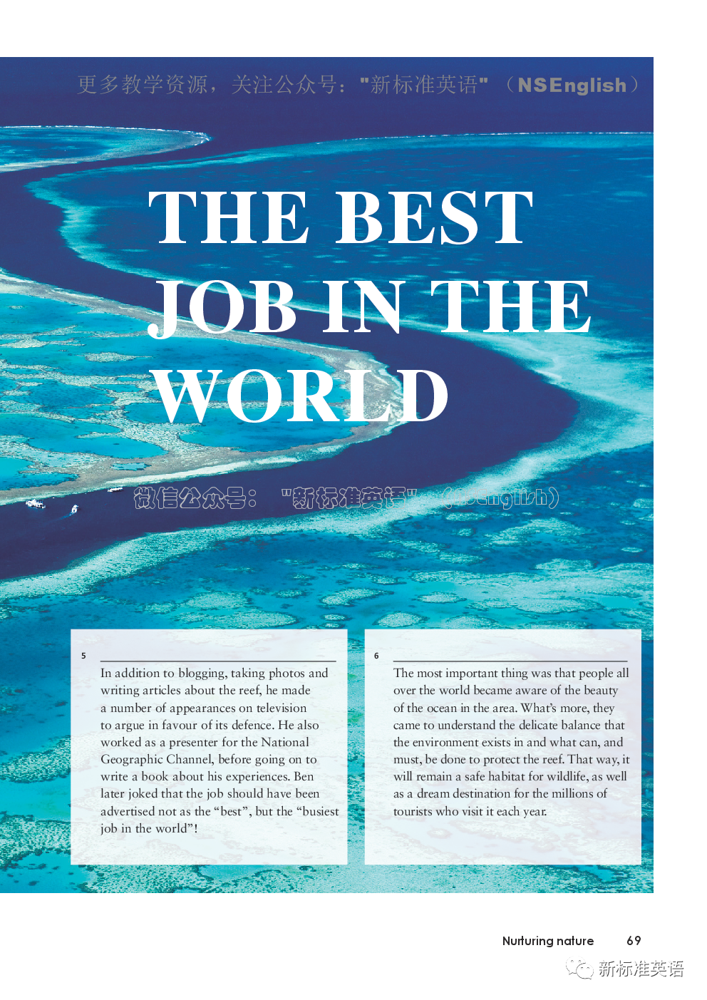 更多教学资源，关注公众号："新标准英语"（NSEnglish）
THE BEST
JOB IN THE
WORLD
微信公众号： "新标准英语"（NSEnglish）
5
In addition to blogging, taking photos and
writing articles about the reef, he made
a number of appearances on television
to argue in favour of its defence. He also
worked as a presenter for the National
Geographic Channel, before going on to
write a book about his experiences. Ben
later joked that the job should have been
advertised not as the “best”, but the “busiest
job in the world”!
6
The most important thing was that people all
over the world became aware of the beauty
of the ocean in the area. What’s more, they
came to understand the delicate balance that
the environment exists in and what can, and
must, be done to protect the reef. That way, it
will remain a safe habitat for wildlife, as well
as a dream destination for the millions of
tourists who visit it each year.
Nurturing nature 69
新标准英语